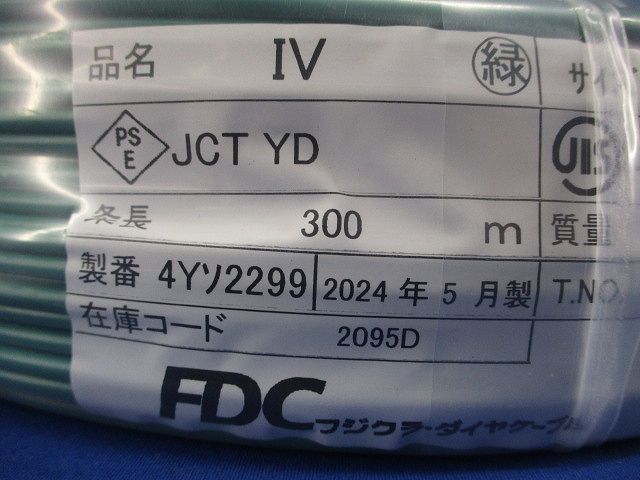 品名 IV 緑 サイ
PS E JCT YD JIS
条長 300 m 質量
製番 4Yソ2299 2024 年 5 月製 T.NO.
在庫コード 2095D
FDC フジクラ・ダイヤケーブル